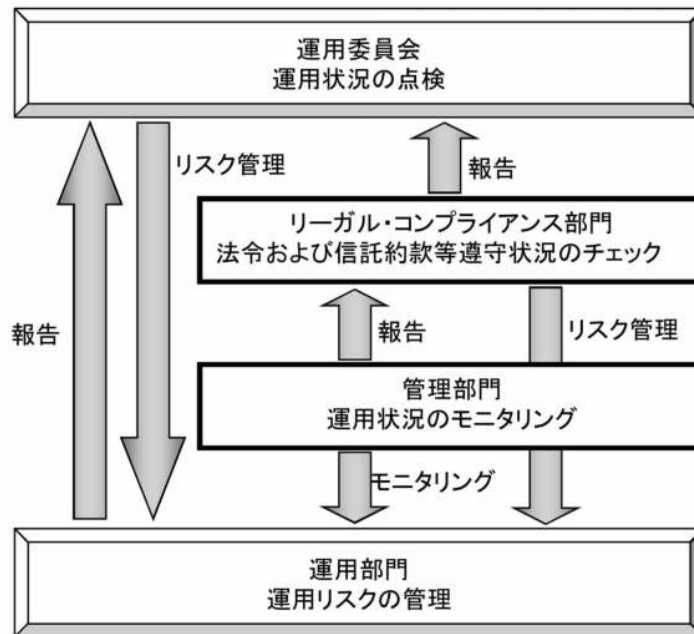 運用委員会
運用状況の点検
リスク管理
報告
リーガル・コンプライアンス部門
法令および信託約款等遵守状況のチェック
報告
報告
リスク管理
管理部門
運用状況のモニタリング
モニタリング
運用部門
運用リスクの管理